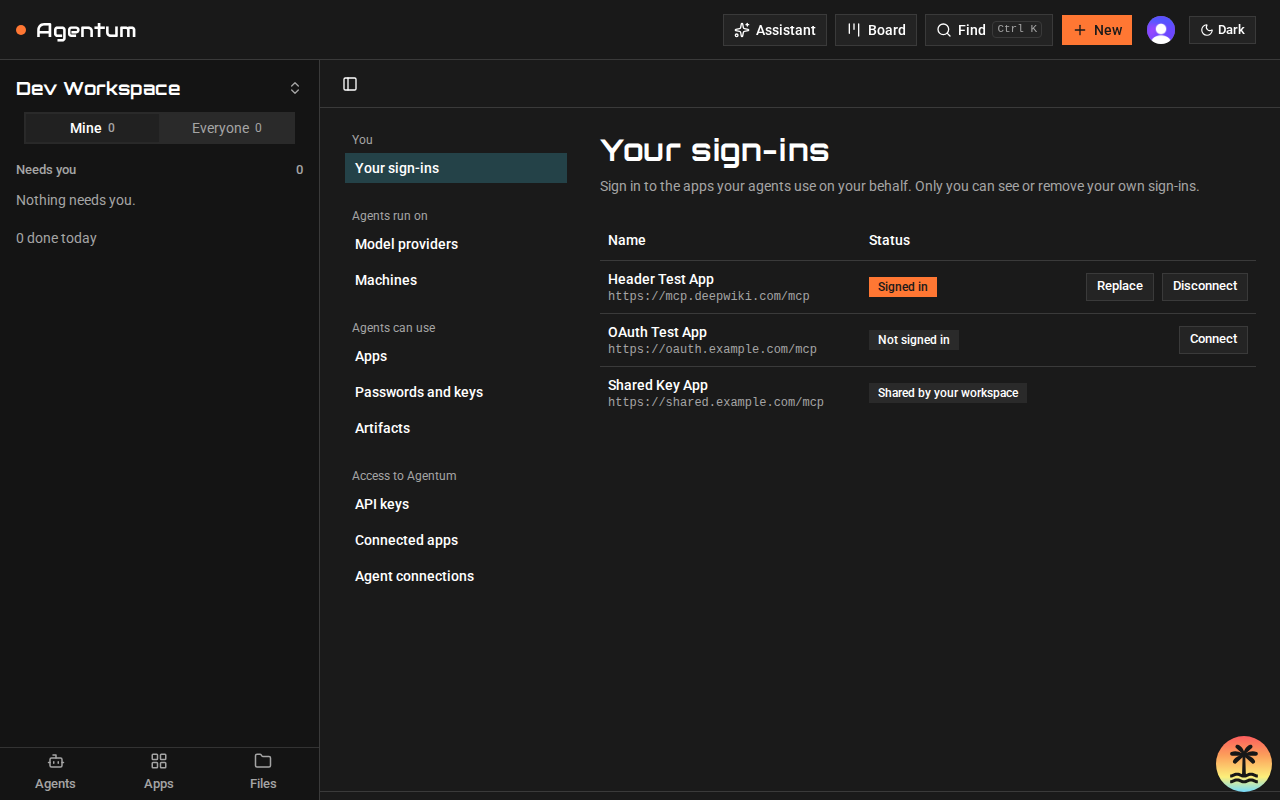 Agentum
Assistant
Board
Find Ctrl K
New
Dark
Dev Workspace
Mine 0
Everyone 0
Needs you 0
Nothing needs you.
0 done today
Agents
Apps
Files
You
Your sign-ins
Agents run on
Model providers
Machines
Agents can use
Apps
Passwords and keys
Artifacts
Access to Agentum
API keys
Connected apps
Agent connections
Your sign-ins
Sign in to the apps your agents use on your behalf. Only you can see or remove your own sign-ins.
Name Status
Header Test App
https://mcp.deepwiki.com/mcp
Signed in
Replace
Disconnect
OAuth Test App
https://oauth.example.com/mcp
Not signed in
Connect
Shared Key App
https://shared.example.com/mcp
Shared by your workspace